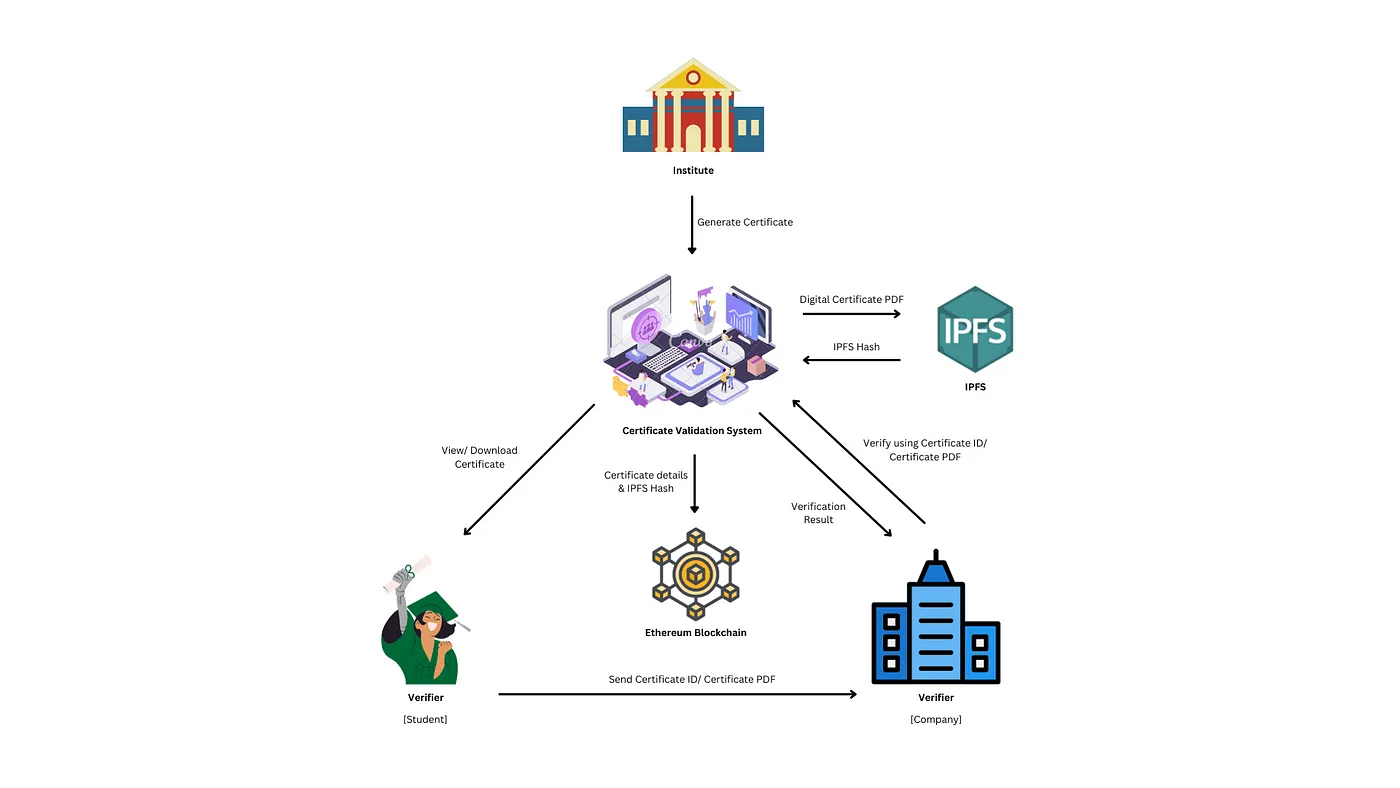 Institute
Generate Certificate
Digital Certificate PDF
IPFS Hash
IPFS
IPFS
Canva
Certificate Validation System
View/ Download
Certificate
Certificate details
& IPFS Hash
Verify using Certificate ID/
Certificate PDF
Verification
Result
Ethereum Blockchain
Send Certificate ID/ Certificate PDF
Verifier
[Student]
Verifier
[Company]